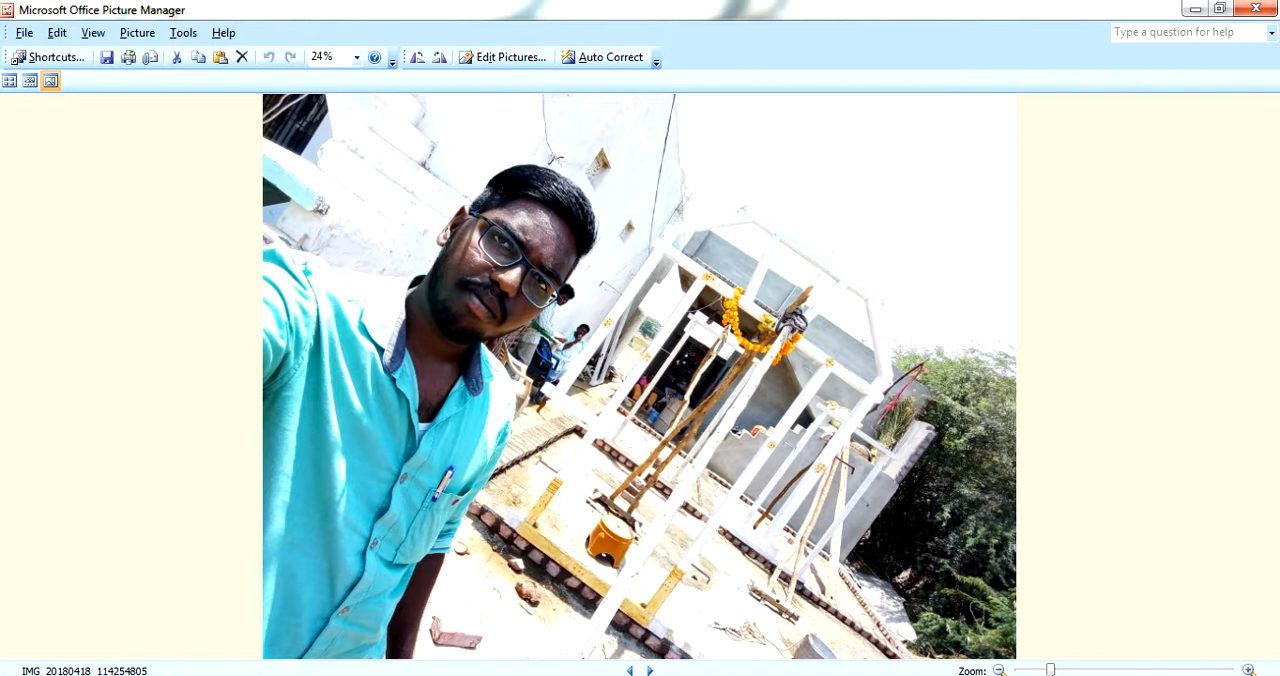 Microsoft Office Picture Manager
File Edit View Picture Tools Help
Type a question for help
Shortcuts... 24% Edit Pictures... Auto Correct
IMG_20180418_114254805 Zoom: